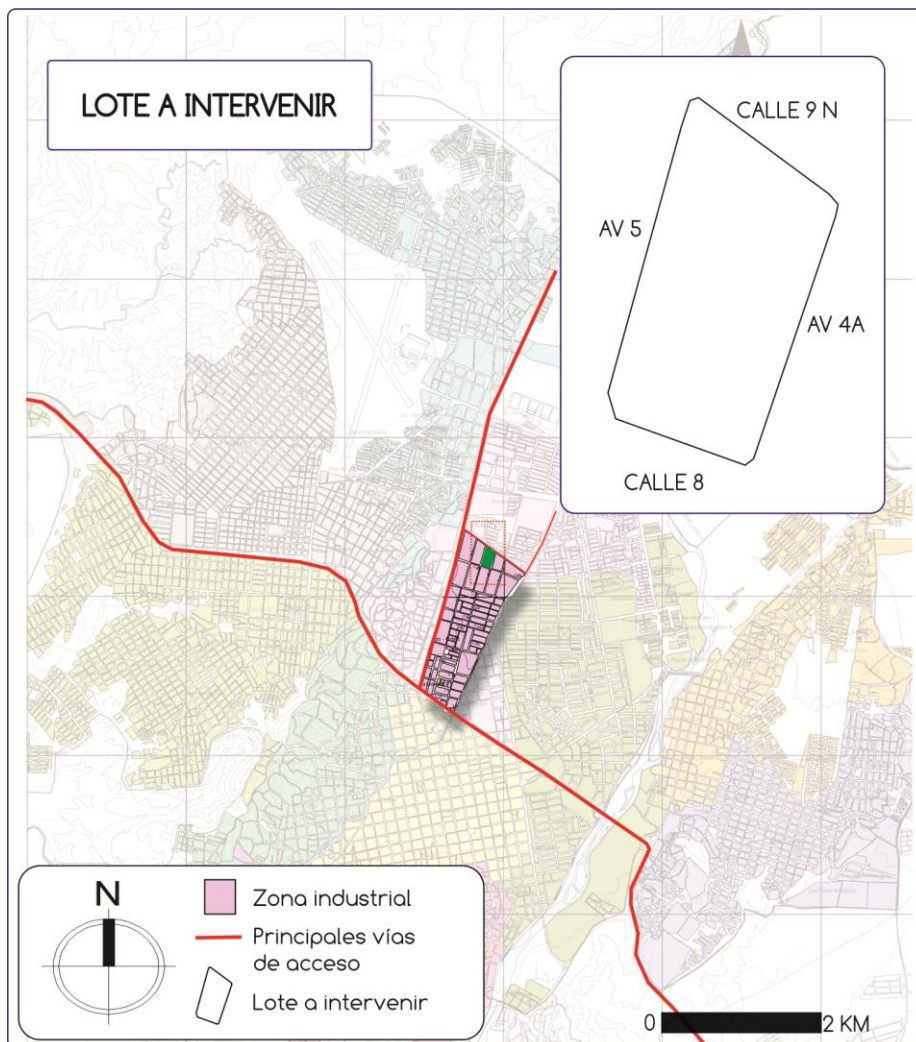 LOTE A INTERVENIR
CALLE 9 N
AV 5
AV 4A
CALLE 8
N
Zona industrial
Principales vías
de acceso
Lote a intervenir
0
2 KM